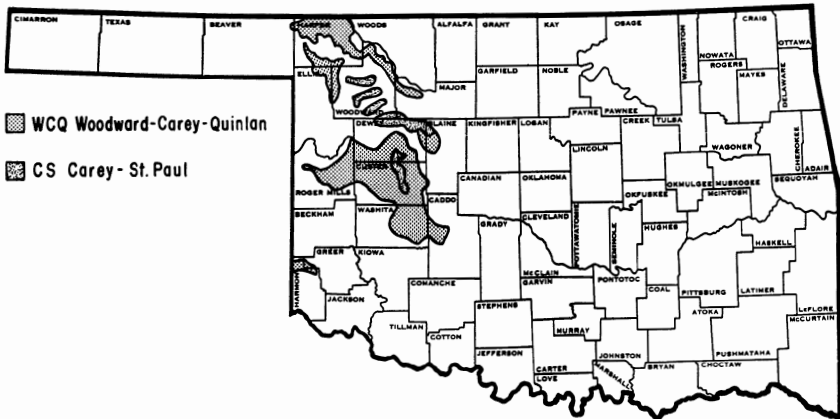 CIMARRON
TEXAS
BEAVER
HARPER
WOODS
ALFALFA
GRANT
KAY
OSAGE
WASHINGTON
NOWATA
CRAIG
OTTAWA
ROGERS
MAYES
DELAWARE
GARFIELD
NOBLE
MAJOR
WOODWARD
WCQ Woodward-Carey-Quinlan
CS Carey - St. Paul
BLAINE
KINGFISHER
LOGAN
PAYNE
PAWNEE
CREEK
TULSA
WAGONER
CHEROKEE
ADAIR
LINCOLN
CUSTER
CANADIAN
OKLAHOMA
OKFUSKEE
OKMULGEE
MUSKOGEE
SEQUOYAH
McINTOSH
ROGER MILLS
BECKHAM
WASHITA
CADDO
GRADY
CLEVELAND
POTTAWATOMIE
SEMINOLE
HUGHES
HASKELL
GREER
KIOWA
McCLAIN
GARVIN
PONTOTOC
COAL
PITTSBURG
LATIMER
LeFLORE
HARMON
JACKSON
COMANCHE
STEPHENS
MURRAY
ATOKA
McCURTAIN
TILLMAN
COTTON
JEFFERSON
CARTER
LOVE
JOHNSTON
MARSHALL
BRYAN
PUSHMATAHA
CHOCTAW